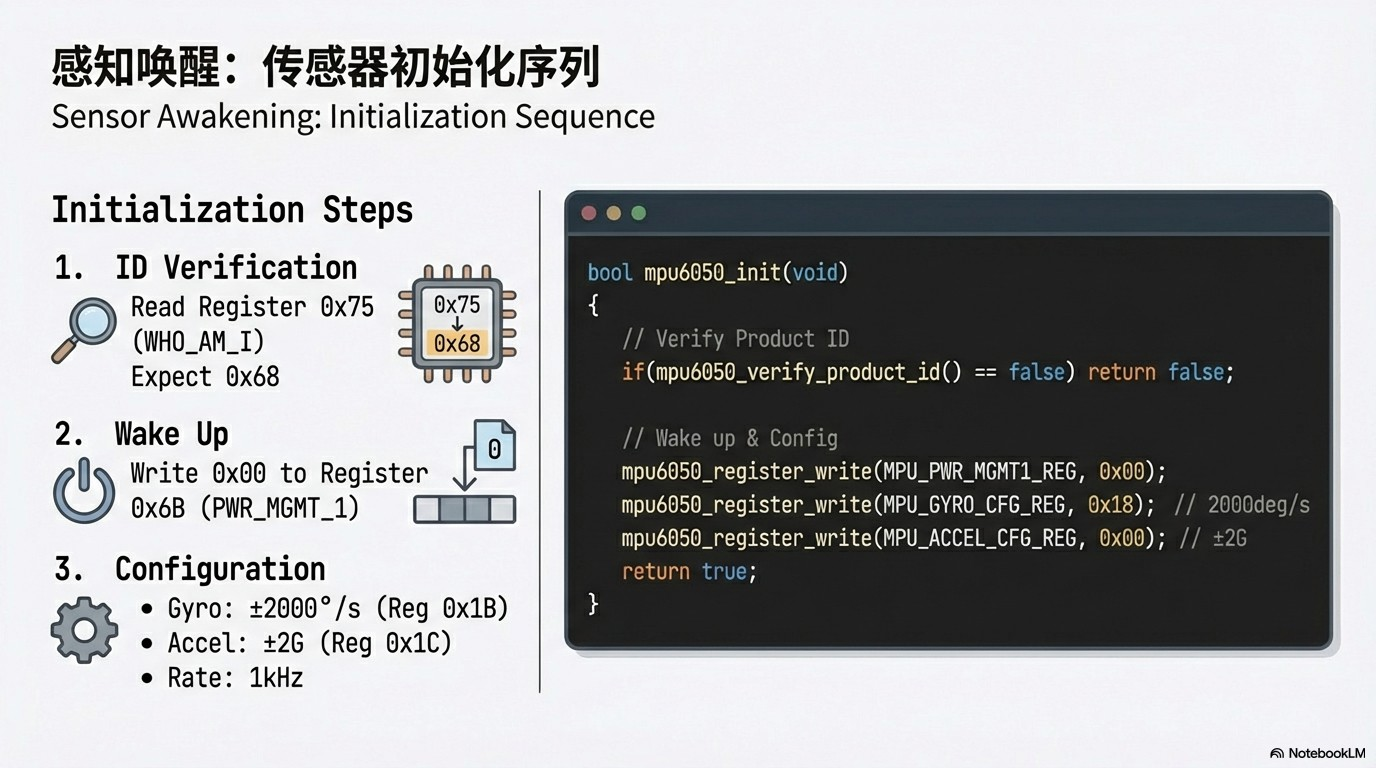 感知唤醒：传感器初始化序列
Sensor Awakening: Initialization Sequence
Initialization Steps
1. ID Verification
Read Register 0x75
(WHO_AM_I)
Expect 0x68
0x75
0x68
2. Wake Up
Write 0x00 to Register
0x6B (PWR_MGMT_1)
0
3. Configuration
• Gyro: ±2000°/s (Reg 0x1B)
• Accel: ±2G (Reg 0x1C)
• Rate: 1kHz
bool mpu6050_init(void)
{
// Verify Product ID
if(mpu6050_verify_product_id() == false) return false;
// Wake up & Config
mpu6050_register_write(MPU_PWR_MGMT1_REG, 0x00);
mpu6050_register_write(MPU_GYRO_CFG_REG, 0x18); // 2000deg/s
mpu6050_register_write(MPU_ACCEL_CFG_REG, 0x00); // ±2G
return true;
}
NotebookLM